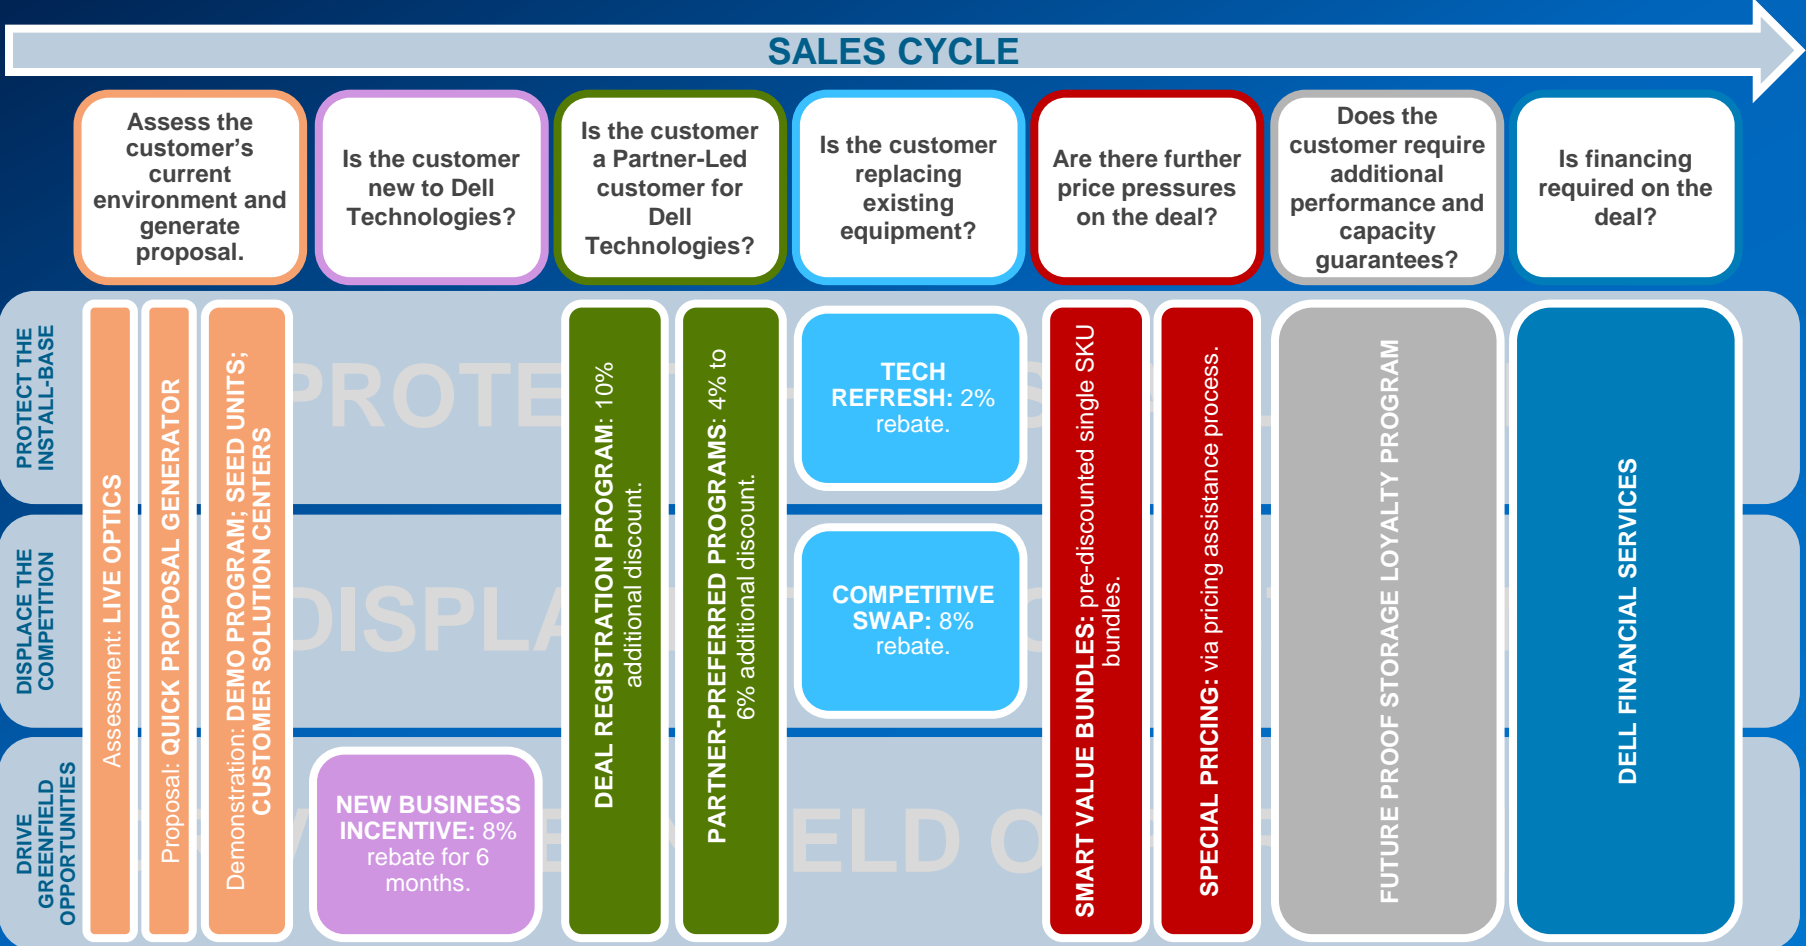 SALES CYCLE
Assess the
customer's
current
environment and
generate
proposal.
Is the customer
new to Dell
Technologies?
Is the customer
a Partner-Led
customer for
Dell
Technologies?
Is the customer
replacing
existing
equipment?
Are there further
price pressures
on the deal?
Does the
customer require
additional
performance and
capacity
guarantees?
Is financing
required on the
deal?
PROTECT THE
INSTALL-BASE
DISPLACE THE
COMPETITION
DRIVE
GREENFIELD
OPPORTUNITIES
Assessment: LIVE OPTICS
Proposal: QUICK PROPOSAL GENERATOR
Demonstration: DEMO PROGRAM; SEED UNITS;
CUSTOMER SOLUTION CENTERS
NEW BUSINESS
INCENTIVE: 8%
rebate for 6
months.
DEAL REGISTRATION PROGRAM: 10%
additional discount.
PARTNER-PREFERRED PROGRAMS: 4% to
6% additional discount.
TECH
REFRESH: 2%
rebate.
COMPETITIVE
SWAP: 8%
rebate.
SMART VALUE BUNDLES: pre-discounted single SKU
bundles.
SPECIAL PRICING: via pricing assistance process.
FUTURE PROOF STORAGE LOYALTY PROGRAM
DELL FINANCIAL SERVICES